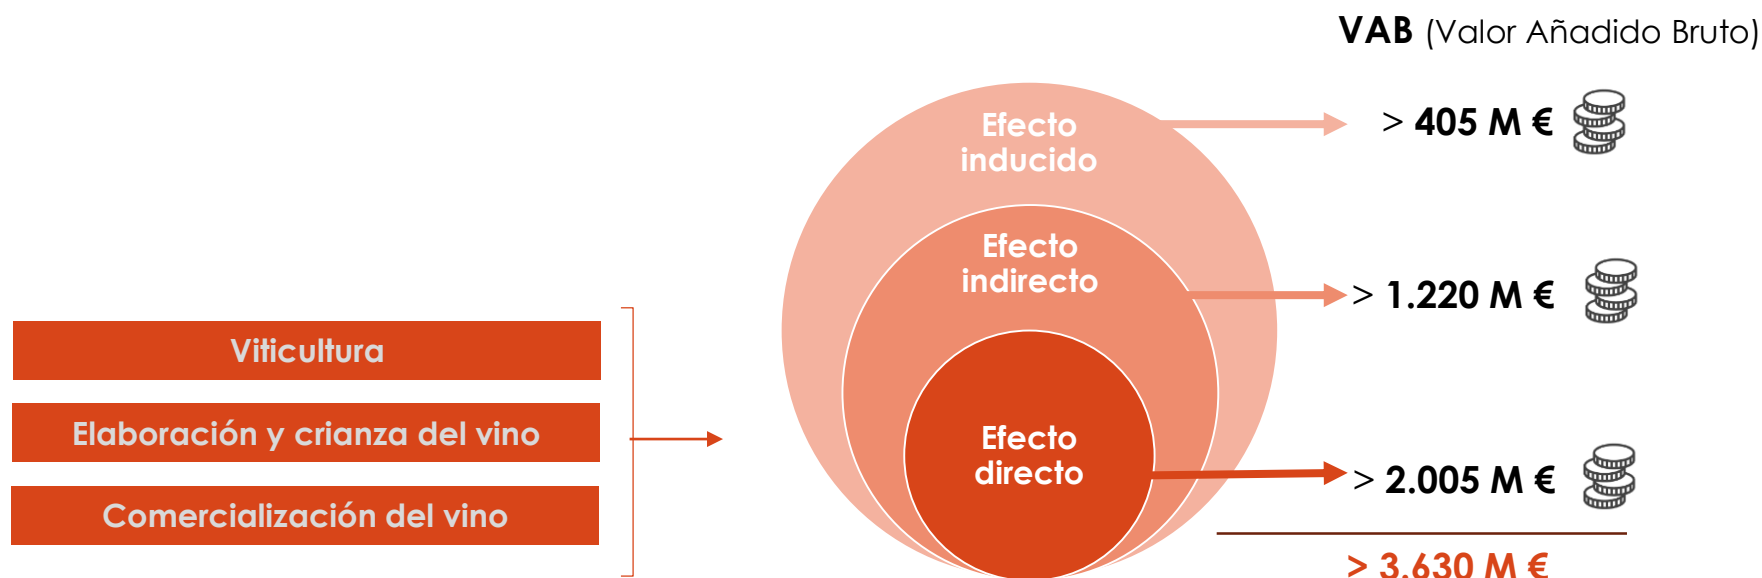 VAB (Valor Añadido Bruto)
Efecto
inducido
> 405 M €
Efecto
indirecto
> 1.220 M €
Viticultura
Elaboración y crianza del vino
Comercialización del vino
Efecto
directo
> 2.005 M €
> 3.630 M €